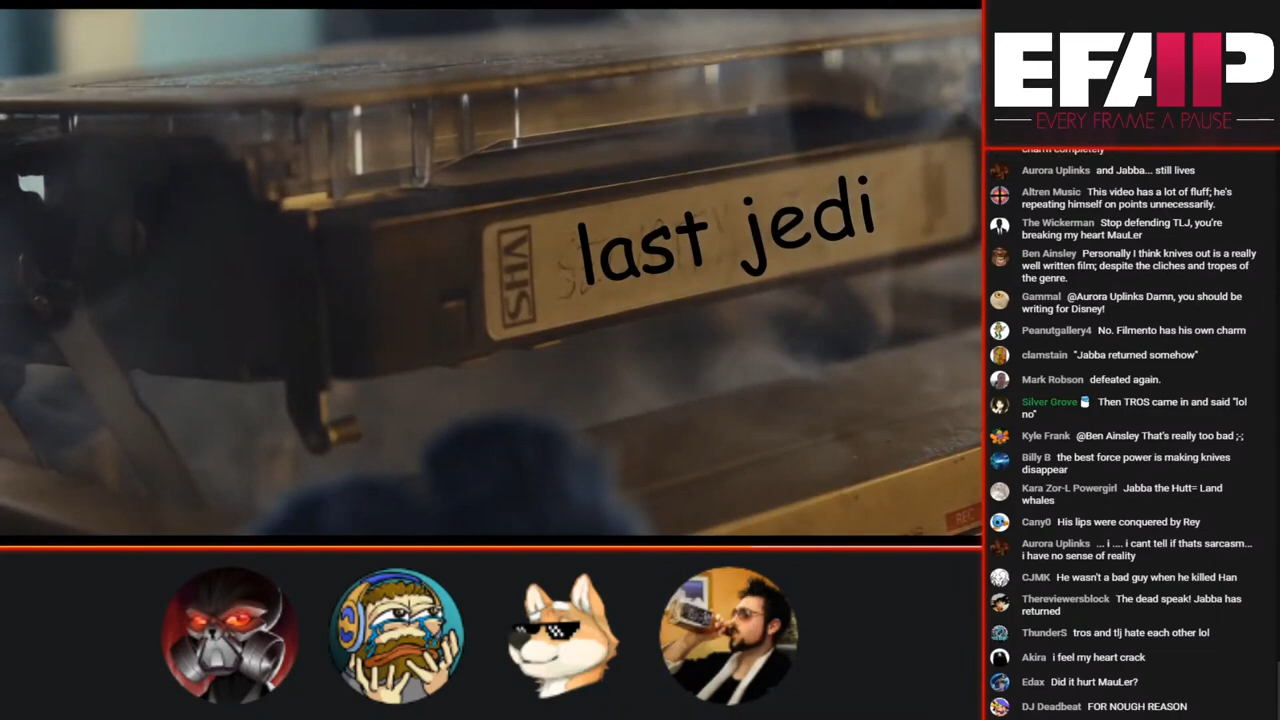 last jedi
VHS
REC
EFAP
EVERY FRAME A PAUSE
charm completely
Aurora Uplinks and Jabba... still lives
Altren Music This video has a lot of fluff; he's
repeating himself on points unnecessarily.
The Wickerman Stop defending TLJ, you're
breaking my heart MauLer
Ben Ainsley Personally I think knives out is a really
well written film; despite the cliches and tropes of
the genre.
Gammal @Aurora Uplinks Damn, you should be
writing for Disney!
Peanutgallery4 No. Filmento has his own charm
clamstain "Jabba returned somehow"
Mark Robson defeated again.
Silver Grove Then TROS came in and said "lol
no"
Kyle Frank @Ben Ainsley That's really too bad ;-;
Billy B the best force power is making knives
disappear
Kara Zor-L Powergirl Jabba the Hutt= Land
whales
Cany0 His lips were conquered by Rey
Aurora Uplinks ... i .... i cant tell if thats sarcasm...
i have no sense of reality
CJMK He wasn't a bad guy when he killed Han
Thereviewersblock The dead speak! Jabba has
returned
ThunderS tros and tlj hate each other lol
Akira i feel my heart crack
Edax Did it hurt MauLer?
DJ Deadbeat FOR NOUGH REASON